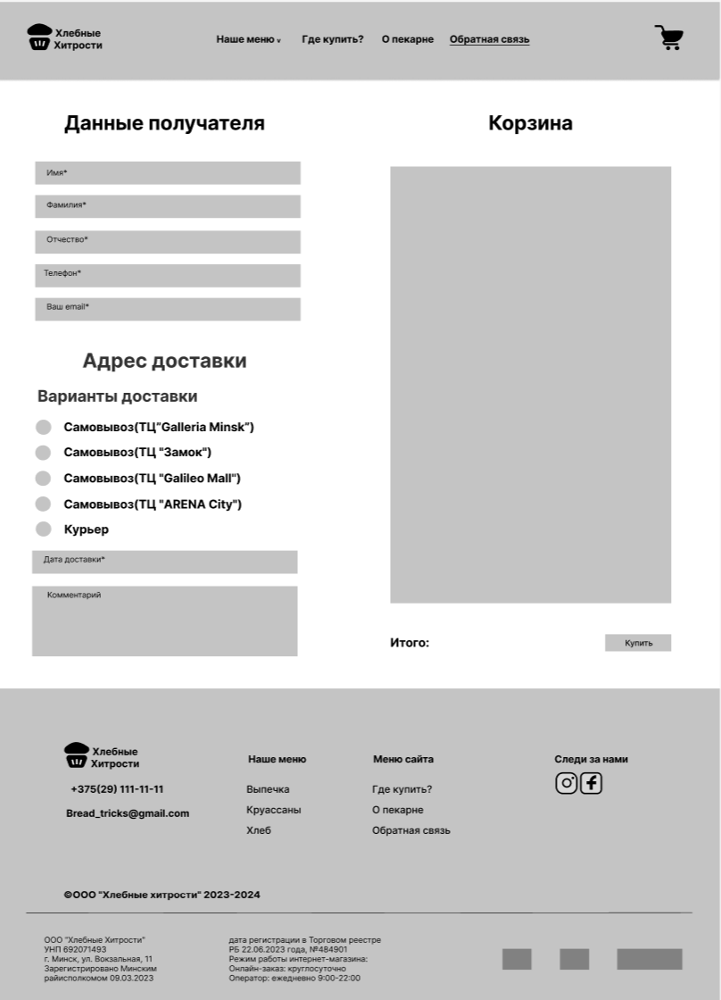 Хлебные
Хитрости
Наше меню v
Где купить?
О пекарне
Обратная связь
Данные получателя
Имя*
Фамилия*
Отчество*
Телефон*
Ваш email*
Адрес доставки
Варианты доставки
Самовывоз(ТЦ”Galleria Minsk”)
Самовывоз(ТЦ "Замок")
Самовывоз(ТЦ "Galileo Mall")
Самовывоз(ТЦ "ARENA City")
Курьер
Дата доставки*
Комментарий
Корзина
Итого:
Купить
Хлебные
Хитрости
+375(29) 111-11-11
Bread_tricks@gmail.com
Наше меню
Выпечка
Круассаны
Хлеб
Меню сайта
Где купить?
О пекарне
Обратная связь
Следи за нами
©ООО "Хлебные хитрости" 2023-2024
ООО "Хлебные Хитрости"
УНП 692071493
г. Минск, ул. Вокзальная, 11
Зарегистрировано Минским
райисполкомом 09.03.2023
дата регистрации в Торговом реестре
РБ 22.06.2023 года, №484901
Режим работы интернет-магазина:
Онлайн-заказ: круглосуточно
Оператор: ежедневно 9:00-22:00